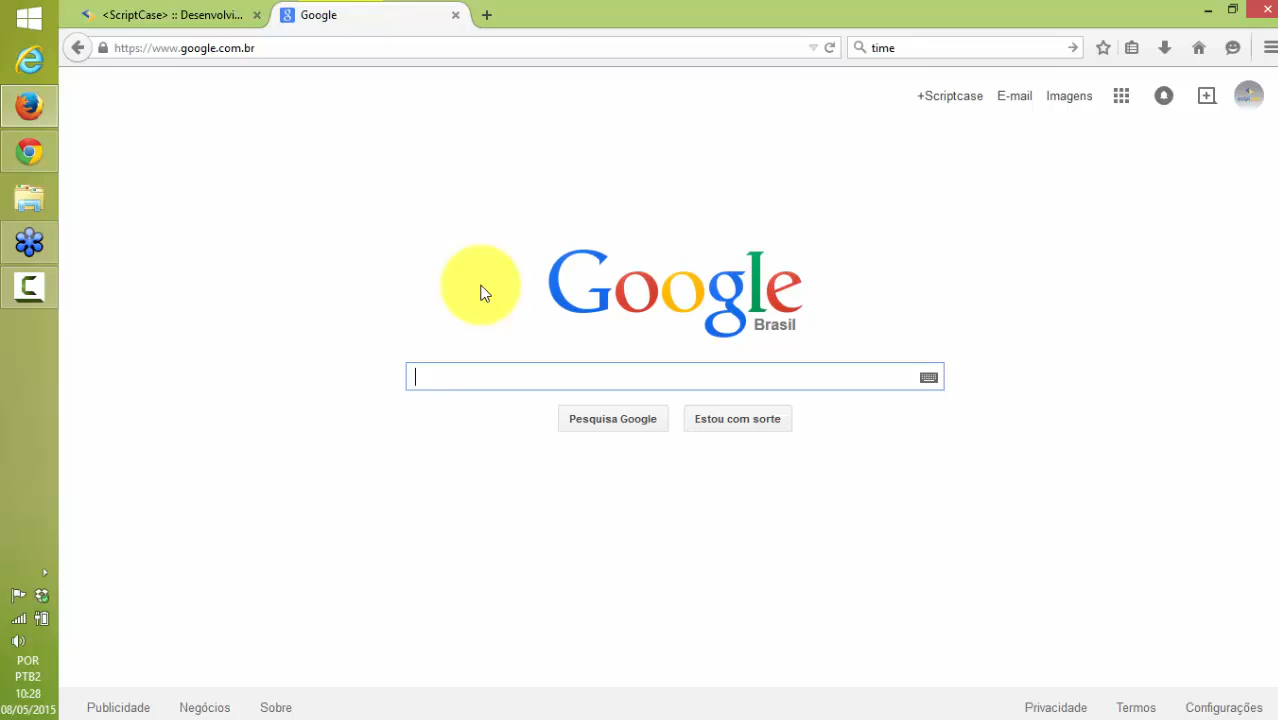 <ScriptCase> :: Desenvolvi...
Google
https://www.google.com.br
time
+Scriptcase
E-mail
Imagens
Google
Brasil
Pesquisa Google
Estou com sorte
POR
PTB2
10:28
08/05/2015
Publicidade
Negócios
Sobre
Privacidade
Termos
Configurações